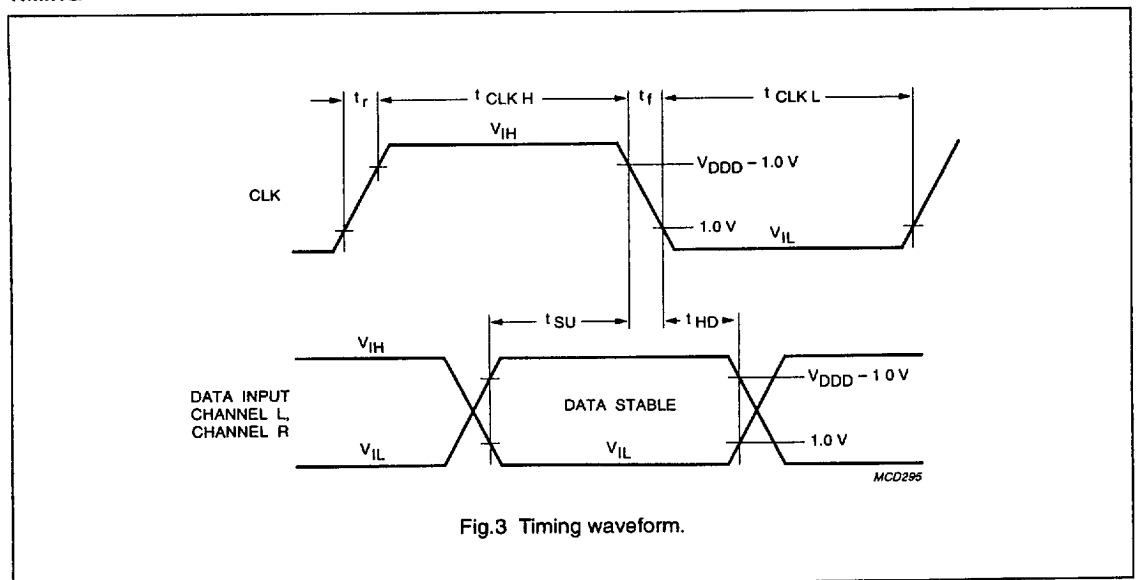 t r
t CLK H
t f
t CLK L
V IH
V DDD – 1.0 V
CLK
1.0 V
V IL
t SU
t HD
V IH
V DDD – 1 0 V
DATA INPUT
CHANNEL L,
CHANNEL R
DATA STABLE
V IL
V IL
1.0 V
MCD295
Fig.3 Timing waveform.